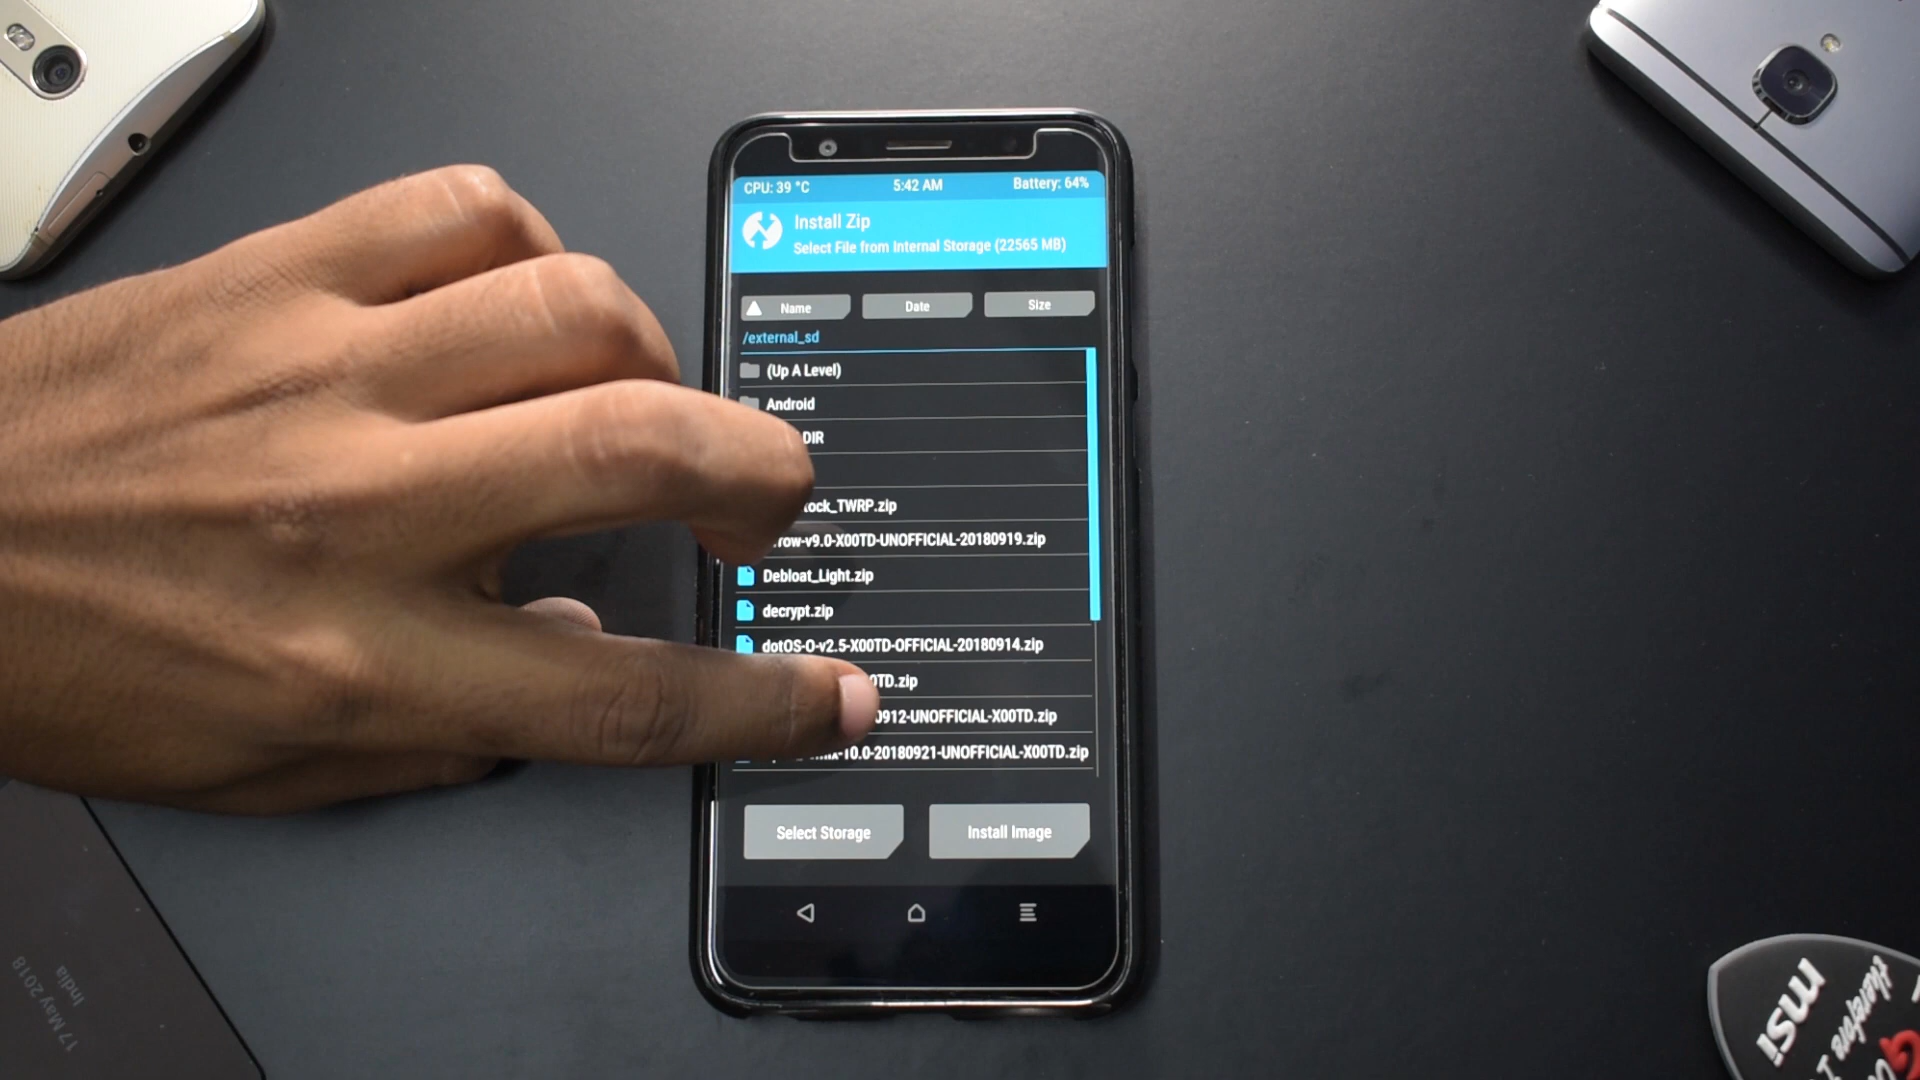 CPU: 39 °C 5:42 AM Battery: 64%
Install Zip
Select File from Internal Storage (22565 MB)
Name Date Size
/external_sd
(Up A Level)
Android
DIR
tock_TWRP.zip
row-v9.0-X00TD-UNOFFICIAL-20180919.zip
Debloat_Light.zip
decrypt.zip
dotOS-O-v2.5-X00TD-OFFICIAL-20180914.zip
0TD.zip
0912-UNOFFICIAL-X00TD.zip
-10.0-20180921-UNOFFICIAL-X00TD.zip
Select Storage Install Image
17 May 2018
India
msi
therefore I